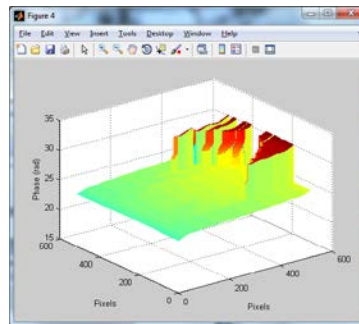 Figure 4
File Edit View Insert Tools Desktop Window Help
35
30
25
20
15
Phase (rad)
600
400
200
0
Pixels
0
200
400
600
Pixels